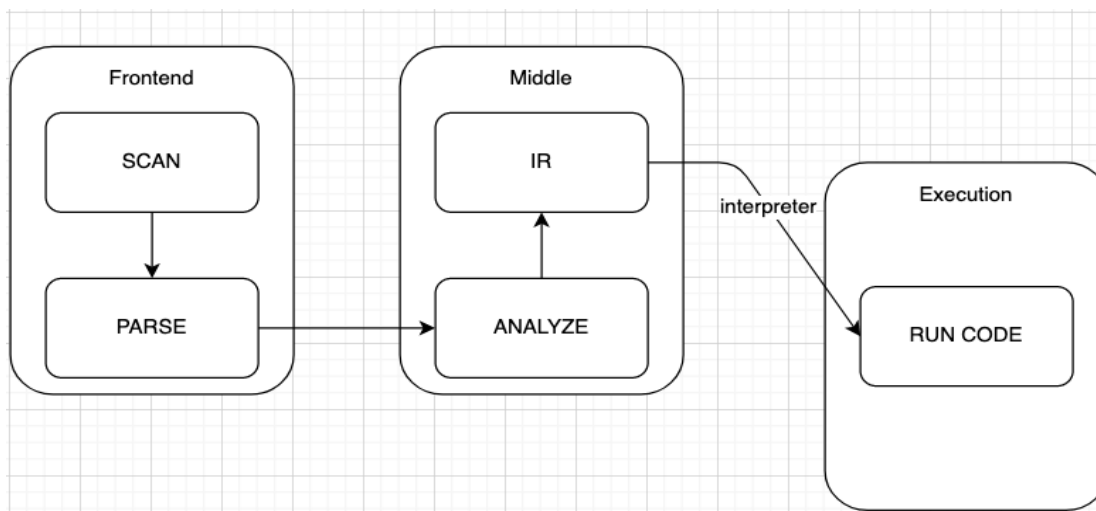 Frontend
SCAN
PARSE
Middle
IR
ANALYZE
interpreter
Execution
RUN CODE